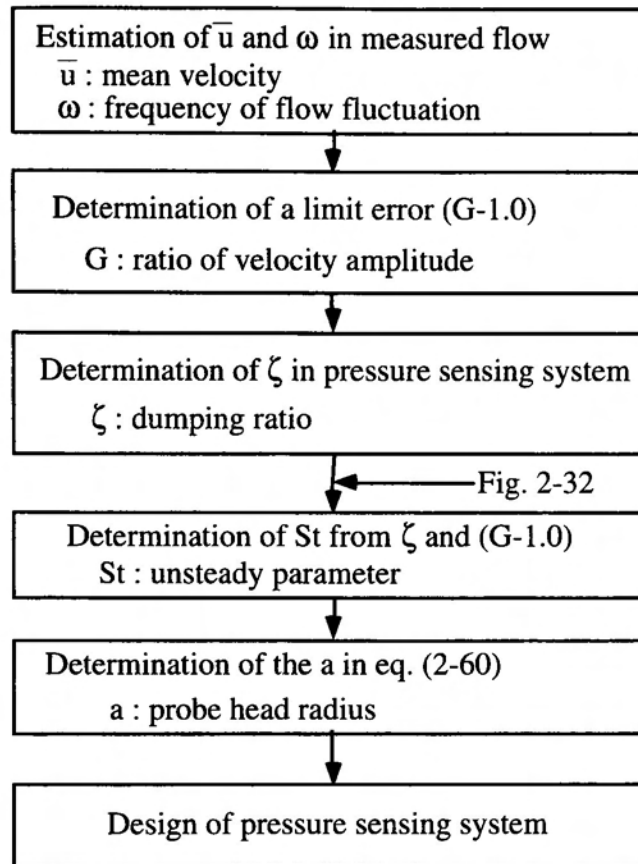 Estimation of u̅ and ω in measured flow
u̅ : mean velocity
ω : frequency of flow fluctuation
Determination of a limit error (G-1.0)
G : ratio of velocity amplitude
Determination of ζ in pressure sensing system
ζ : dumping ratio
Fig. 2-32
Determination of St from ζ and (G-1.0)
St : unsteady parameter
Determination of the a in eq. (2-60)
a : probe head radius
Design of pressure sensing system